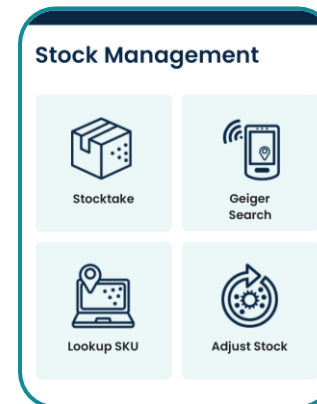 Stock Management
Stocktake
Geiger
Search
Lookup SKU
Adjust Stock